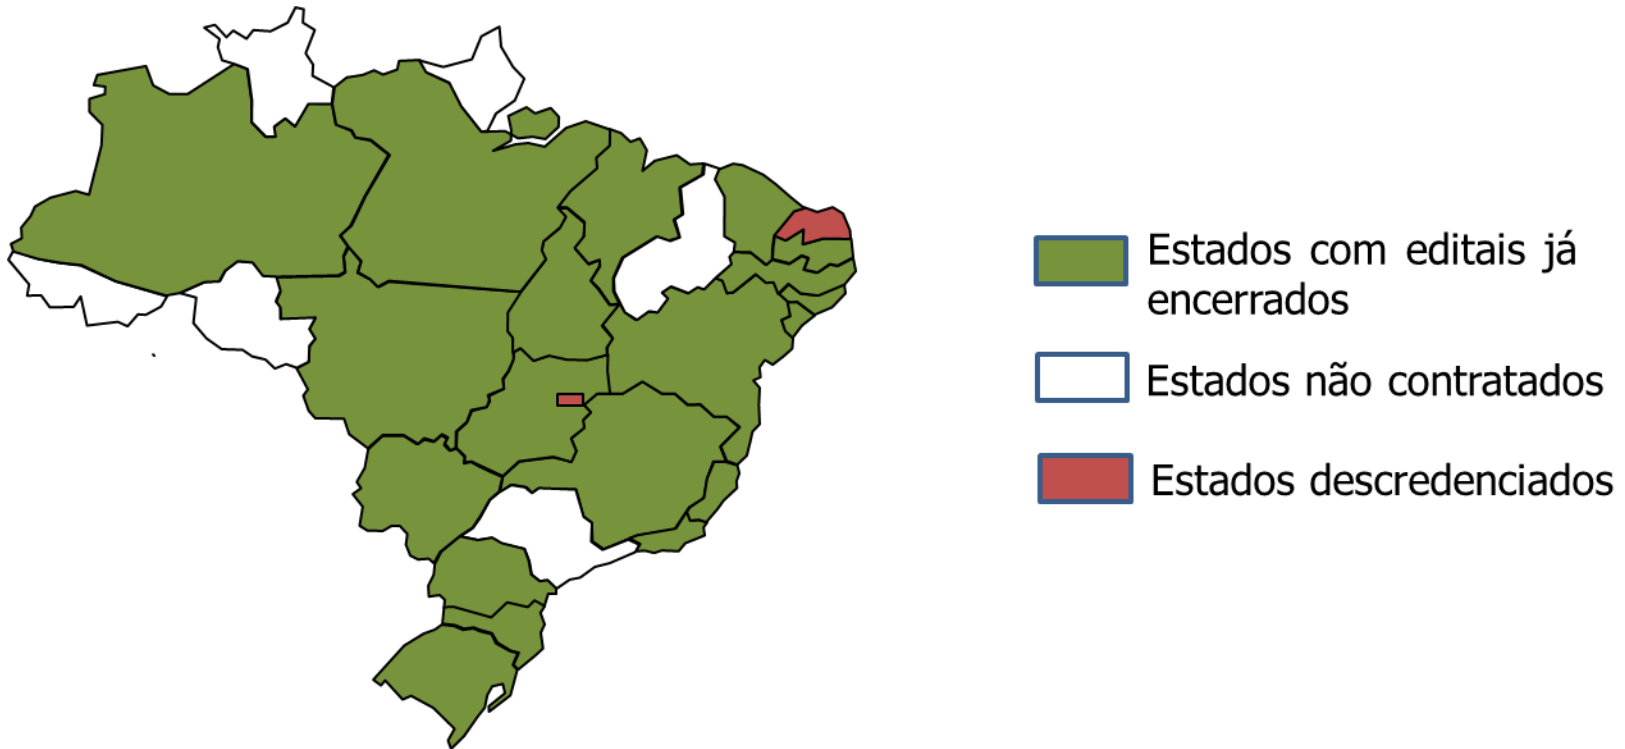 Estados com editais já
encerrados
Estados não contratados
Estados descredenciados